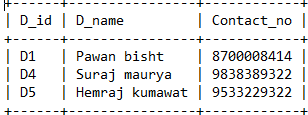 | D_id | D_name | Contact_no |
| D1 | Pawan bisht | 8700008414 |
| D4 | Suraj maurya | 9838389322 |
| D5 | Hemraj kumawat | 9533229322 |